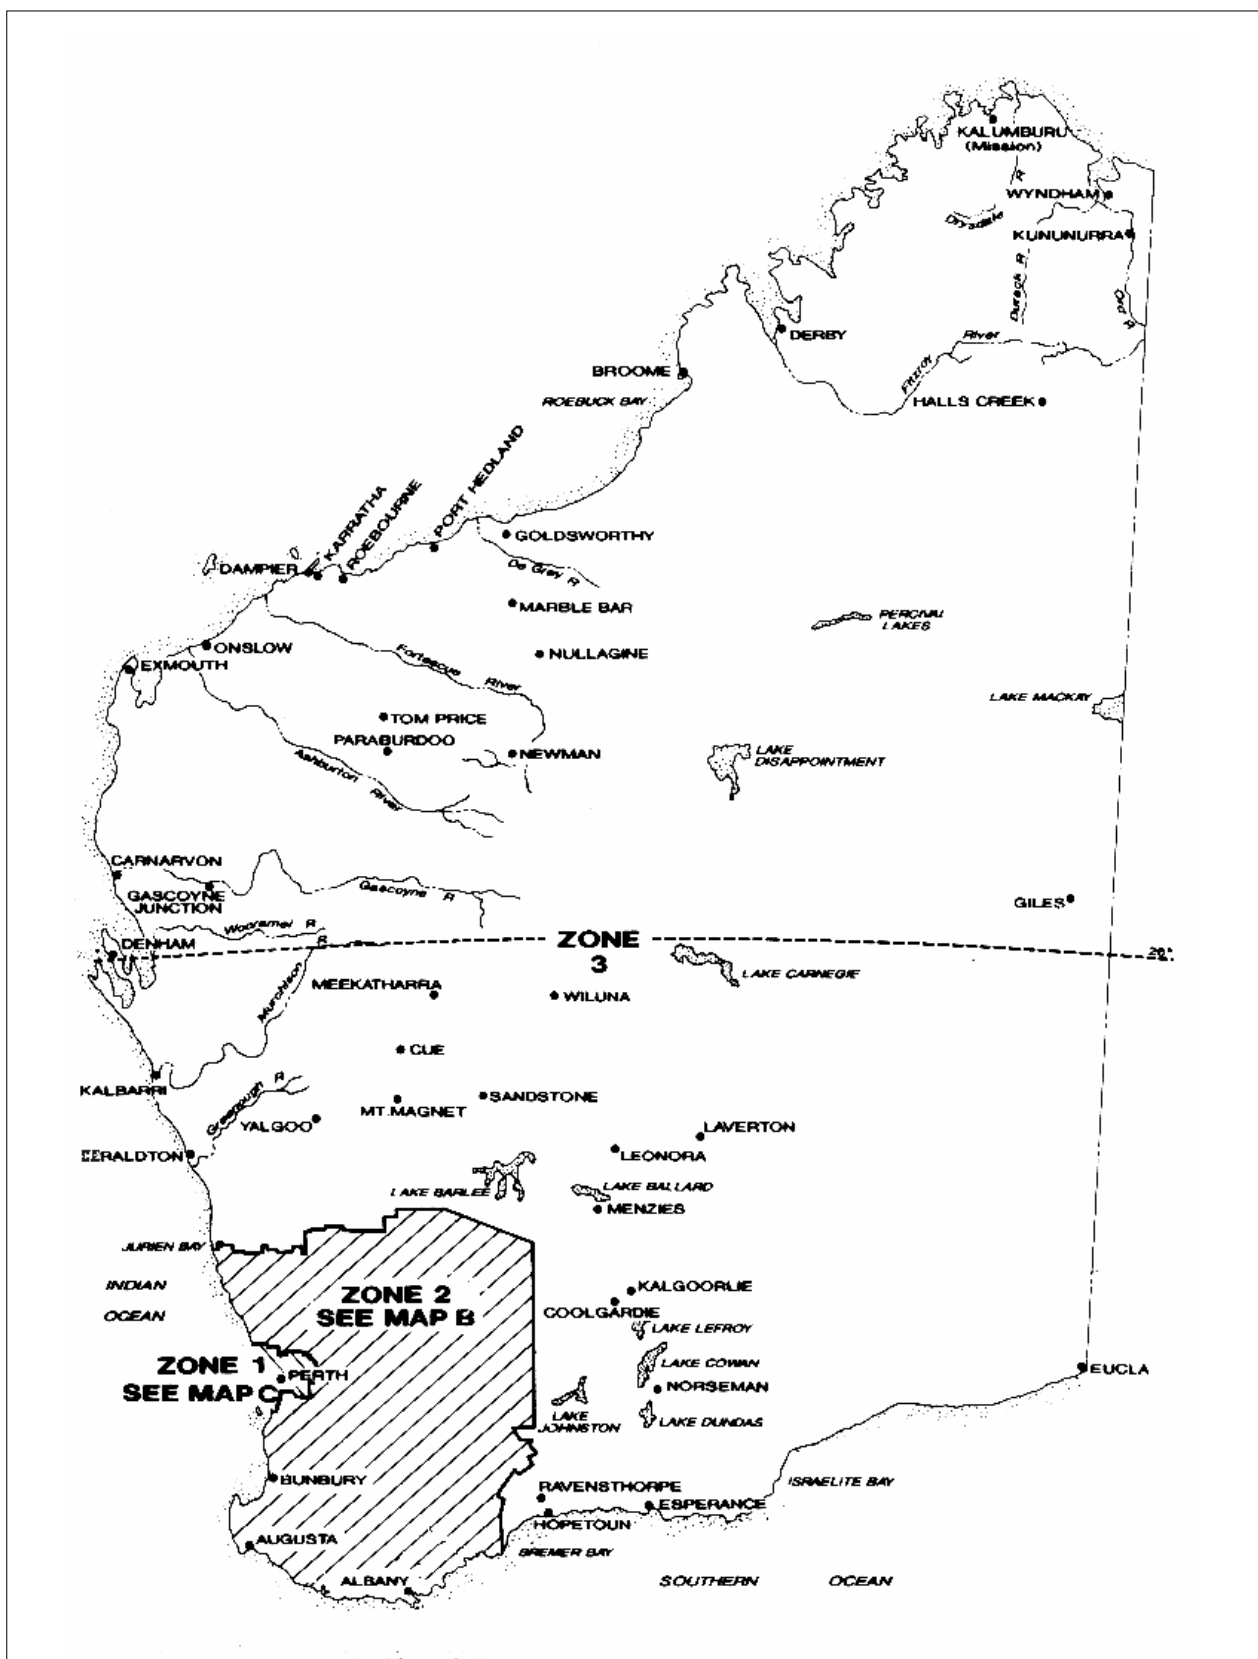 KALUMBURU
(Mission)
R
WYNDHAM
Drysdale
KUNUNURRA
Durack R
Ord R
DERBY
River
BROOME
Fitzroy
ROEBUCK BAY
HALLS CREEK
PORT HEDLAND
KARRATHA
ROEBOURNE
GOLDSWORTHY
DAMPIER
De Grey R
MARBLE BAR
PERCIVAL
LAKES
ONSLOW
Fortescue
NULLAGINE
EXMOUTH
River
LAKE MACKAY
TOM PRICE
PARABURDOO
NEWMAN
LAKE
DISAPPOINTMENT
Ashburton
River
CARNARVON
Gascoyne R
GASCOYNE
JUNCTION
GILES
Wooramel R
DENHAM
R
ZONE
3
26°
LAKE CARNEGIE
MEEKATHARRA
WILUNA
Murchison
CUE
KALBARRI
Greenough R
SANDSTONE
MT. MAGNET
YALGOO
LAVERTON
ERALDTON
LEONORA
LAKE BARLEE
LAKE BALLARD
MENZIES
JURIEN BAY
INDIAN
OCEAN
ZONE 2
SEE MAP B
KALGOORLIE
COOLGARDIE
LAKE LEFROY
ZONE 1
SEE MAP C
PERTH
LAKE COWAN
EUCLA
NORSEMAN
LAKE
JOHNSTON
LAKE DUNDAS
BUNBURY
RAVENSTHORPE
ISRAELITE BAY
ESPERANCE
HOPETOUN
AUGUSTA
BREMER BAY
ALBANY
SOUTHERN OCEAN